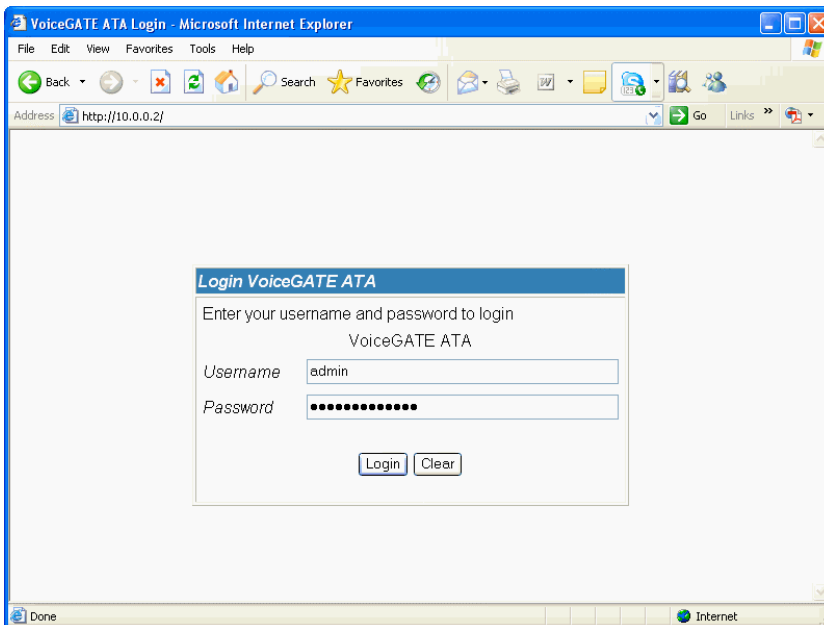 VoiceGATE ATA Login - Microsoft Internet Explorer
File Edit View Favorites Tools Help
Back Search Favorites W 123
Address http://10.0.0.2/ Go Links »
Login VoiceGATE ATA
Enter your username and password to login
VoiceGATE ATA
Username admin
Password •••••••••••••
Login Clear
Done Internet